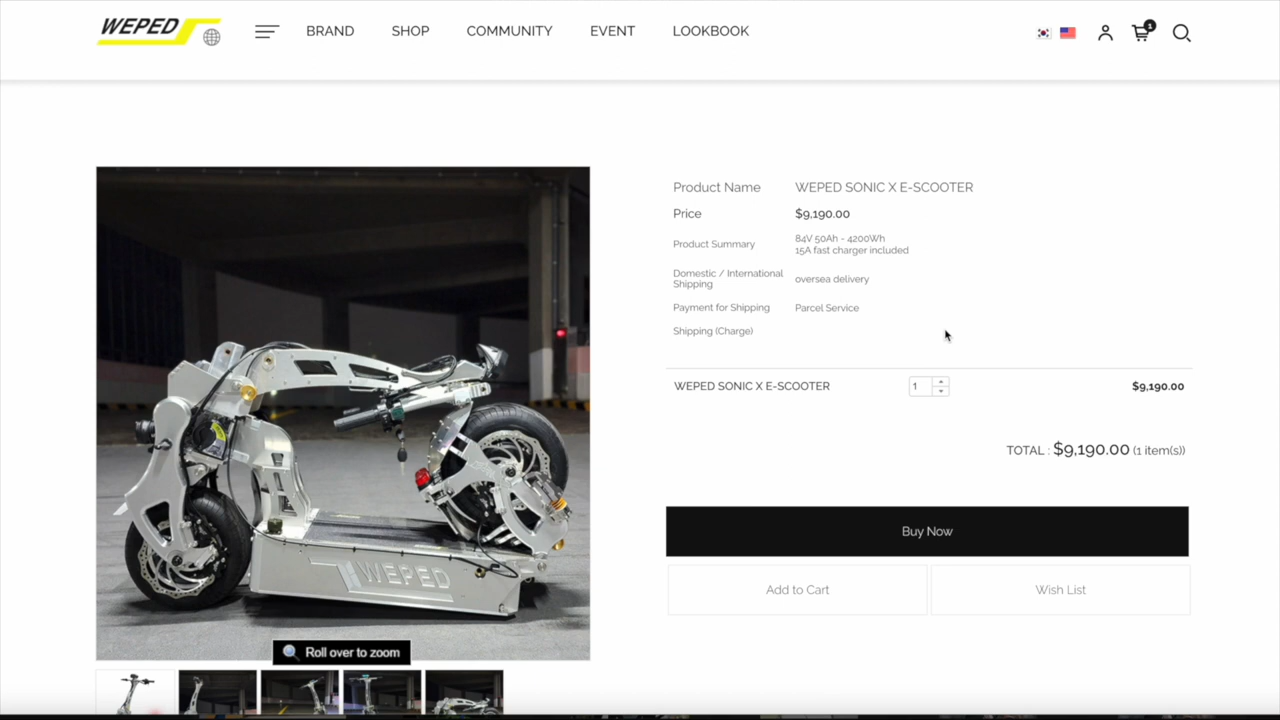 WEPED
BRAND
SHOP
COMMUNITY
EVENT
LOOKBOOK
1
Product Name
WEPED SONIC X E-SCOOTER
Price
$9,190.00
Product Summary
84V 50Ah - 4200Wh
15A fast charger included
Domestic / International
Shipping
oversea delivery
Payment for Shipping
Parcel Service
Shipping (Charge)
WEPED SONIC X E-SCOOTER
1
$9,190.00
TOTAL : $9,190.00 (1 item(s))
Buy Now
Add to Cart
Wish List
WEPED
Roll over to zoom